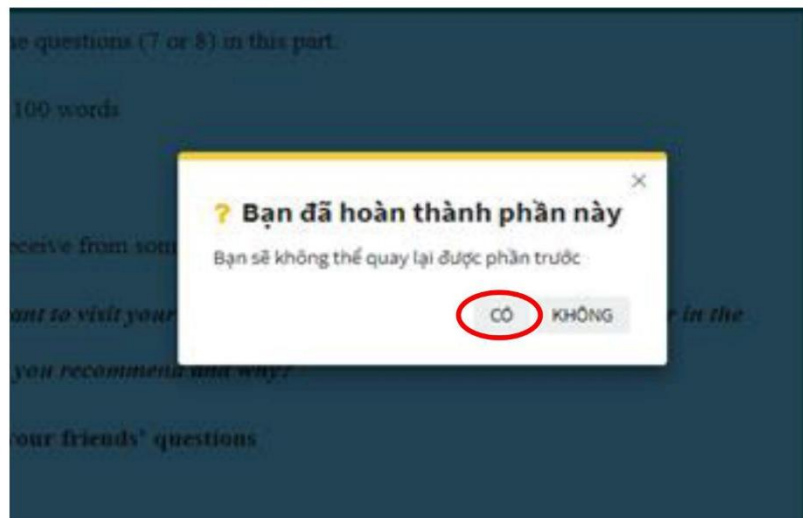 he questions (7 or 8) in this part.
100 words
? Bạn đã hoàn thành phần này
×
Bạn sẽ không thể quay lại được phần trước
eceive from som
CÓ KHÔNG
ant to visit your r in the
you recommend and why?
our friends' questions